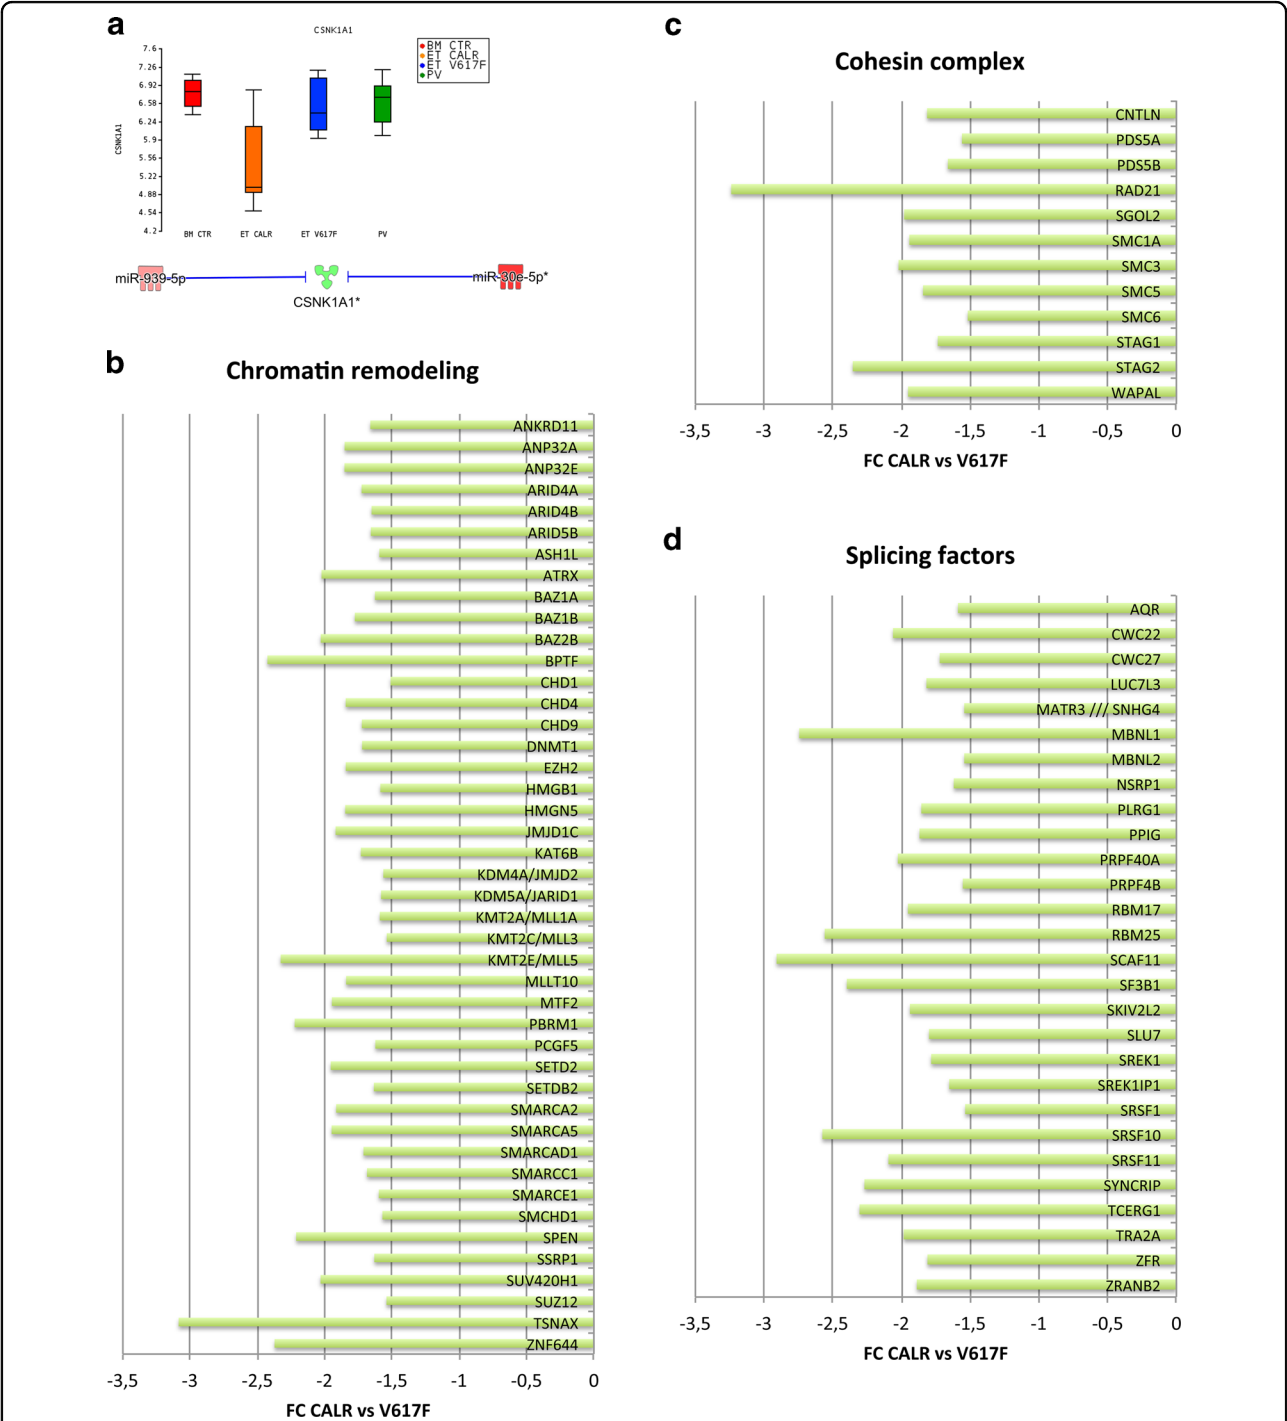 a
CSNK1A1
BM CTR
ET CALR
ET V617F
PV
7.6
7.26
6.92
6.58
6.24
5.9
5.56
5.22
4.88
4.54
4.2
CSNK1A1
BM CTR ET CALR ET V617F PV
miR-939-5p miR-30e-5p*
CSNK1A1*
b
Chromatin remodeling
ANKRD11
ANP32A
ANP32E
ARID4A
ARID4B
ARID5B
ASH1L
ATRX
BAZ1A
BAZ1B
BAZ2B
BPTF
CHD1
CHD4
CHD9
DNMT1
EZH2
HMGB1
HMGN5
JMJD1C
KAT6B
KDM4A/JMJD2
KDM5A/JARID1
KMT2A/MLL1A
KMT2C/MLL3
KMT2E/MLL5
MLLT10
MTF2
PBRM1
PCGF5
SETD2
SETDB2
SMARCA2
SMARCA5
SMARCAD1
SMARCC1
SMARCE1
SMCHD1
SPEN
SSRP1
SUV420H1
SUZ12
TSNAX
ZNF644
-3,5 -3 -2,5 -2 -1,5 -1 -0,5 0
FC CALR vs V617F
c
Cohesin complex
CNTLN
PDS5A
PDS5B
RAD21
SGOL2
SMC1A
SMC3
SMC5
SMC6
STAG1
STAG2
WAPAL
-3,5 -3 -2,5 -2 -1,5 -1 -0,5 0
FC CALR vs V617F
d
Splicing factors
AQR
CWC22
CWC27
LUC7L3
MATR3 /// SNHG4
MBNL1
MBNL2
NSRP1
PLRG1
PPIG
PRPF40A
PRPF4B
RBM17
RBM25
SCAF11
SF3B1
SKIV2L2
SLU7
SREK1
SREK1IP1
SRSF1
SRSF10
SRSF11
SYNCRIP
TCERG1
TRA2A
ZFR
ZRANB2
-3,5 -3 -2,5 -2 -1,5 -1 -0,5 0
FC CALR vs V617F